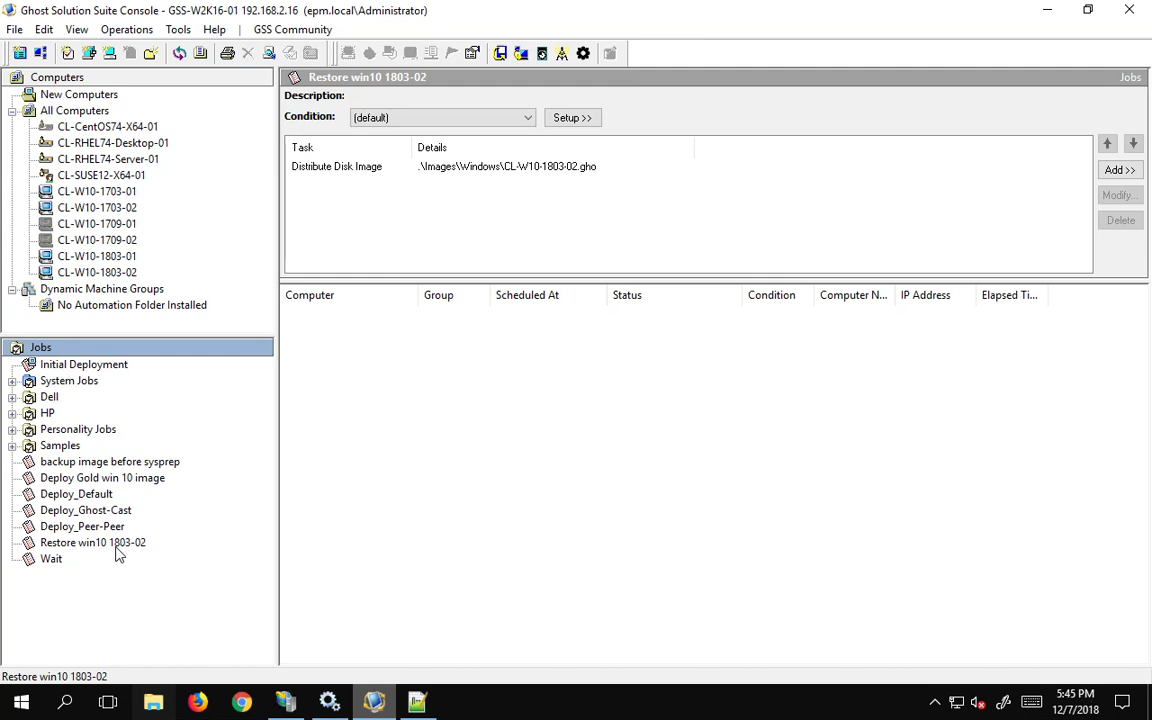 Ghost Solution Suite Console - GSS-W2K16-01 192.168.2.16 (epm.local\Administrator)
File Edit View Operations Tools Help GSS Community
Computers
New Computers
All Computers
CL-CentOS74-X64-01
CL-RHEL74-Desktop-01
CL-RHEL74-Server-01
CL-SUSE12-X64-01
CL-W10-1703-01
CL-W10-1703-02
CL-W10-1709-01
CL-W10-1709-02
CL-W10-1803-01
CL-W10-1803-02
Dynamic Machine Groups
No Automation Folder Installed
Jobs
Initial Deployment
System Jobs
Dell
HP
Personality Jobs
Samples
backup image before sysprep
Deploy Gold win 10 image
Deploy_Default
Deploy_Ghost-Cast
Deploy_Peer-Peer
Restore win10 1803-02
Wait
Restore win10 1803-02 Jobs
Description:
Condition: (default) Setup >>
Task Details
Distribute Disk Image .\Images\Windows\CL-W10-1803-02.gho
Add >>
Modify...
Delete
Computer Group Scheduled At Status Condition Computer N... IP Address Elapsed Ti...
Restore win10 1803-02
5:45 PM
12/7/2018